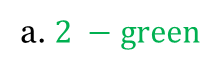 a. 2 – green